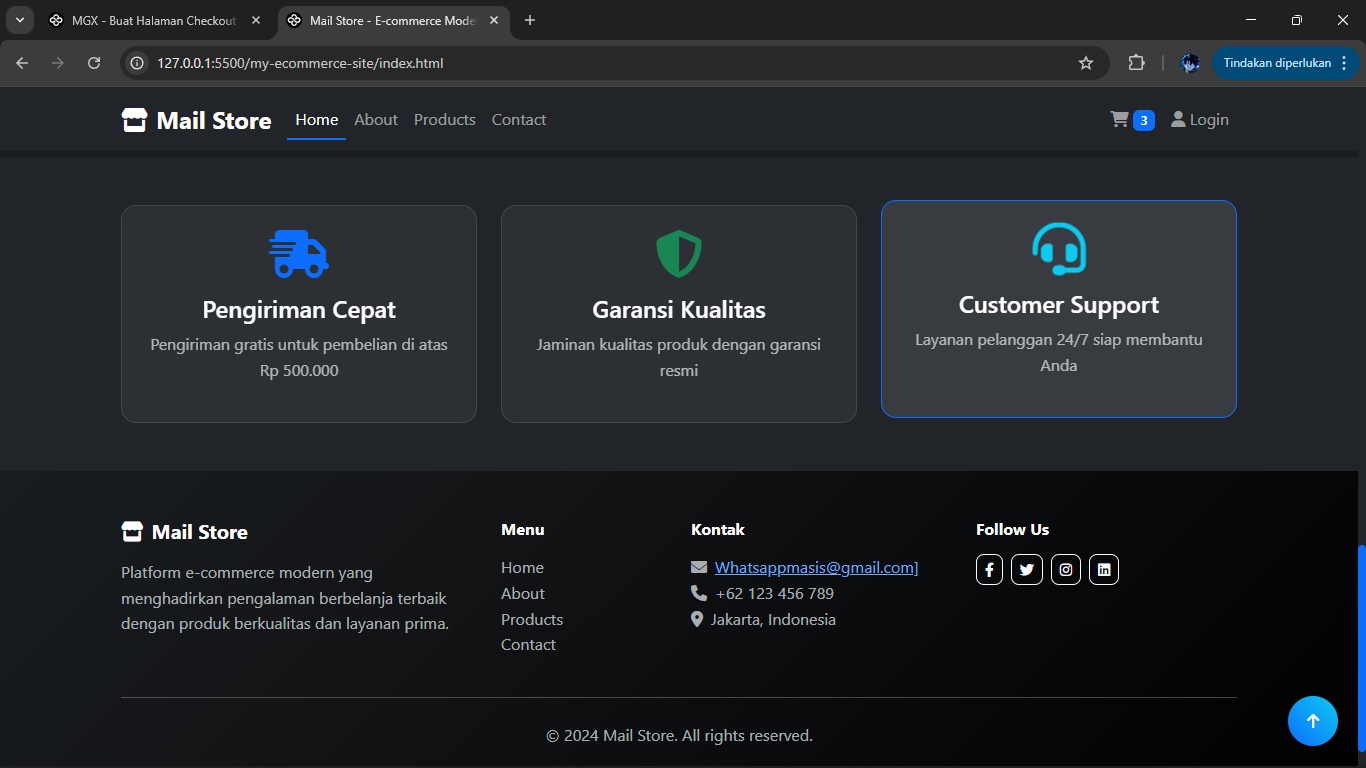 MGX - Buat Halaman Checkout
Mail Store - E-commerce Mode
127.0.0.1:5500/my-ecommerce-site/index.html
Tindakan diperlukan
Mail Store
Home
About
Products
Contact
3
Login
Pengiriman Cepat
Pengiriman gratis untuk pembelian di atas
Rp 500.000
Garansi Kualitas
Jaminan kualitas produk dengan garansi
resmi
Customer Support
Layanan pelanggan 24/7 siap membantu
Anda
Mail Store
Platform e-commerce modern yang
menghadirkan pengalaman berbelanja terbaik
dengan produk berkualitas dan layanan prima.
Menu
Home
About
Products
Contact
Kontak
Whatsappmasis@gmail.com]
+62 123 456 789
Jakarta, Indonesia
Follow Us
© 2024 Mail Store. All rights reserved.